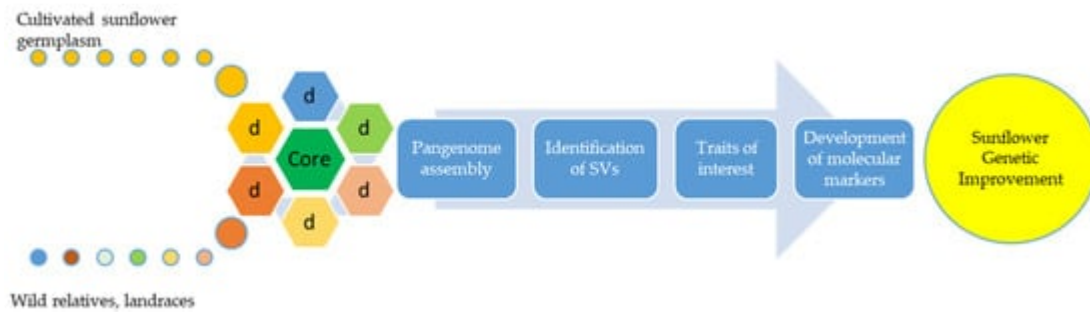 Cultivated sunflower
germplasm
d
d
d
Core
d
d
d
Pangenome
assembly
Identification
of SVs
Traits of
interest
Development
of molecular
markers
Sunflower
Genetic
Improvement
Wild relatives, landraces